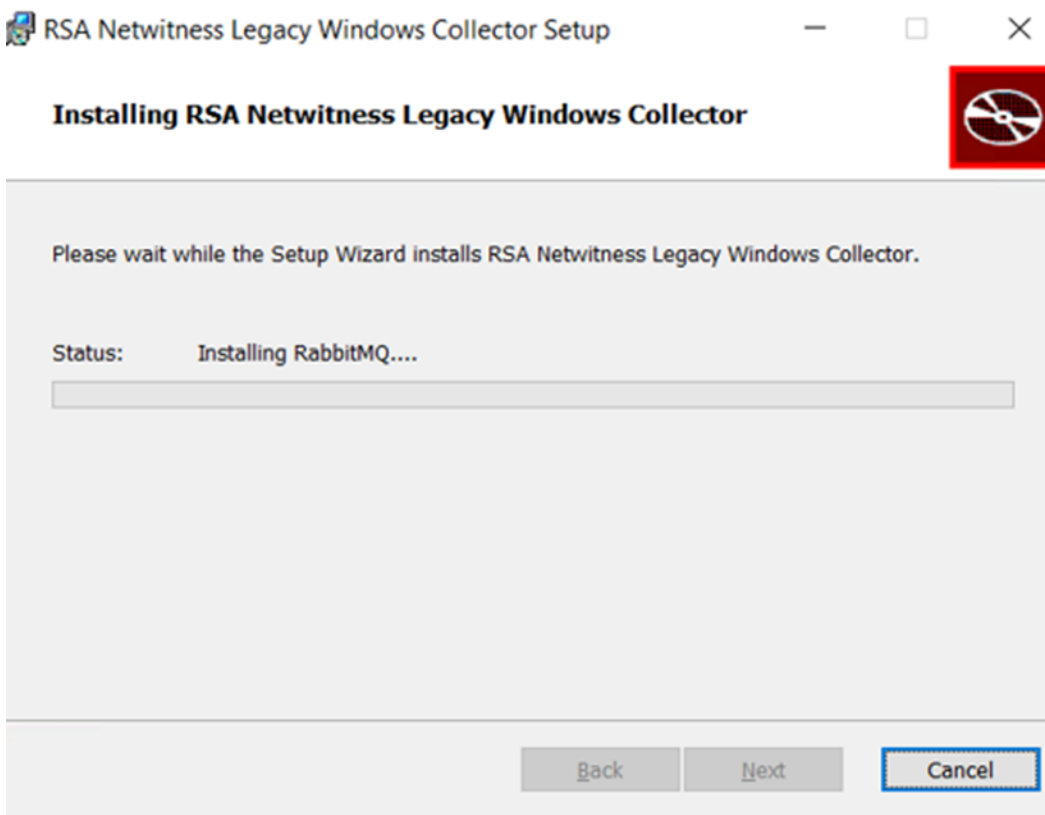 RSA Netwitness Legacy Windows Collector Setup
Installing RSA Netwitness Legacy Windows Collector
Please wait while the Setup Wizard installs RSA Netwitness Legacy Windows Collector.
Status: Installing RabbitMQ....
Back Next Cancel